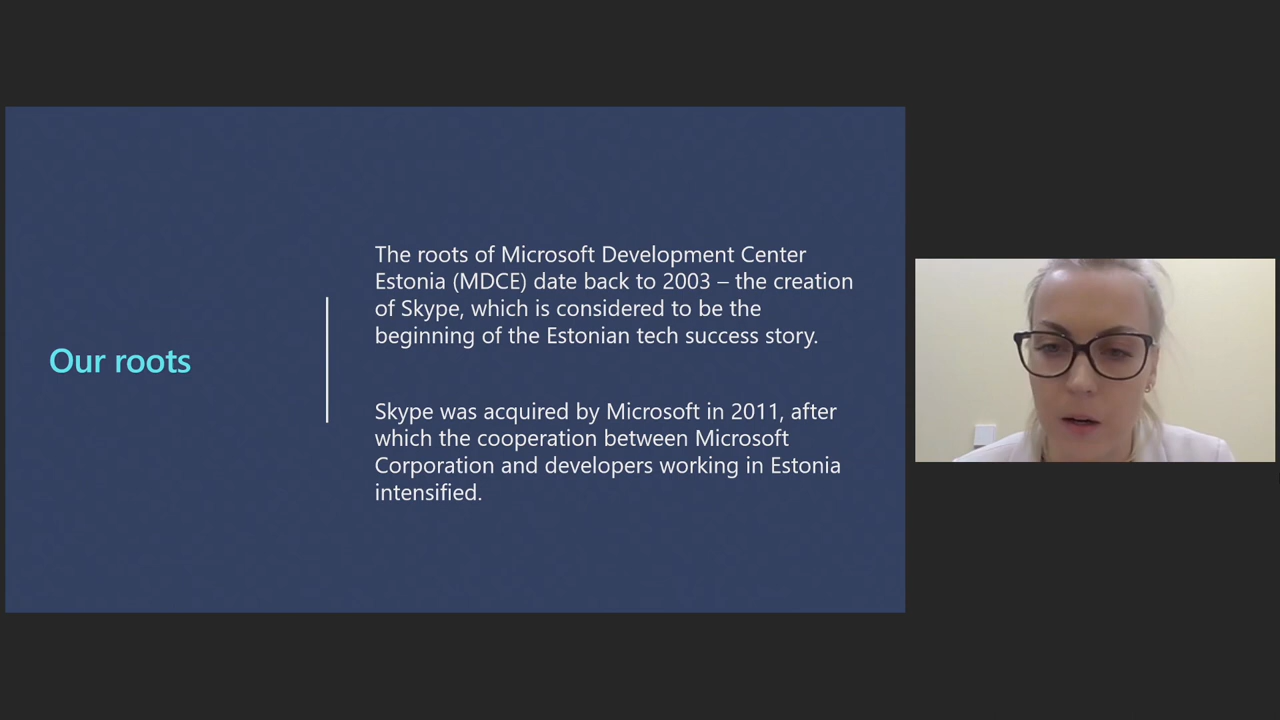 Our roots
The roots of Microsoft Development Center
Estonia (MDCE) date back to 2003 – the creation
of Skype, which is considered to be the
beginning of the Estonian tech success story.
Skype was acquired by Microsoft in 2011, after
which the cooperation between Microsoft
Corporation and developers working in Estonia
intensified.